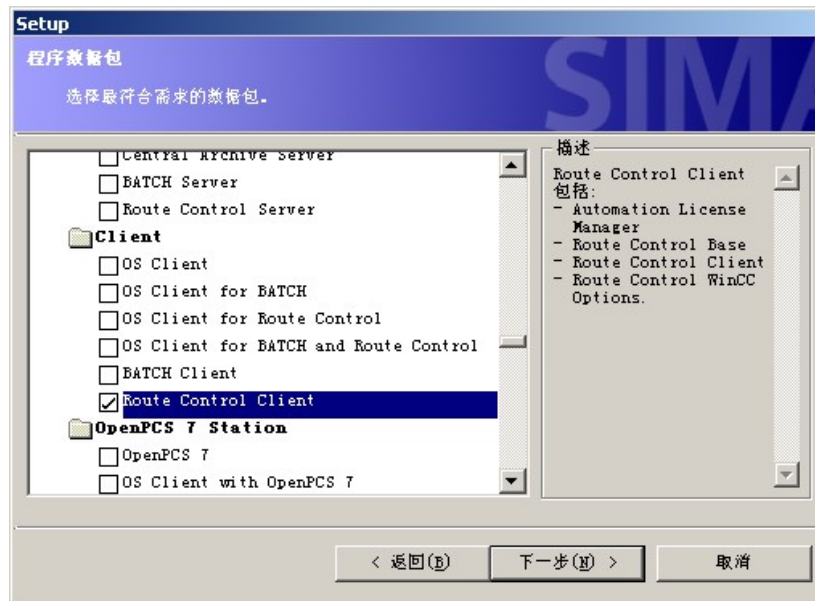 Setup
程序数据包
选择最符合需求的数据包。
SIMA
Central Archive Server
BATCH Server
Route Control Server
Client
OS Client
OS Client for BATCH
OS Client for Route Control
OS Client for BATCH and Route Control
BATCH Client
Route Control Client
OpenPCS 7 Station
OpenPCS 7
OS Client with OpenPCS 7
描述
Route Control Client
包括:
- Automation License
Manager
- Route Control Base
- Route Control Client
- Route Control WinCC
Options.
< 返回(B)
下一步(N) >
取消